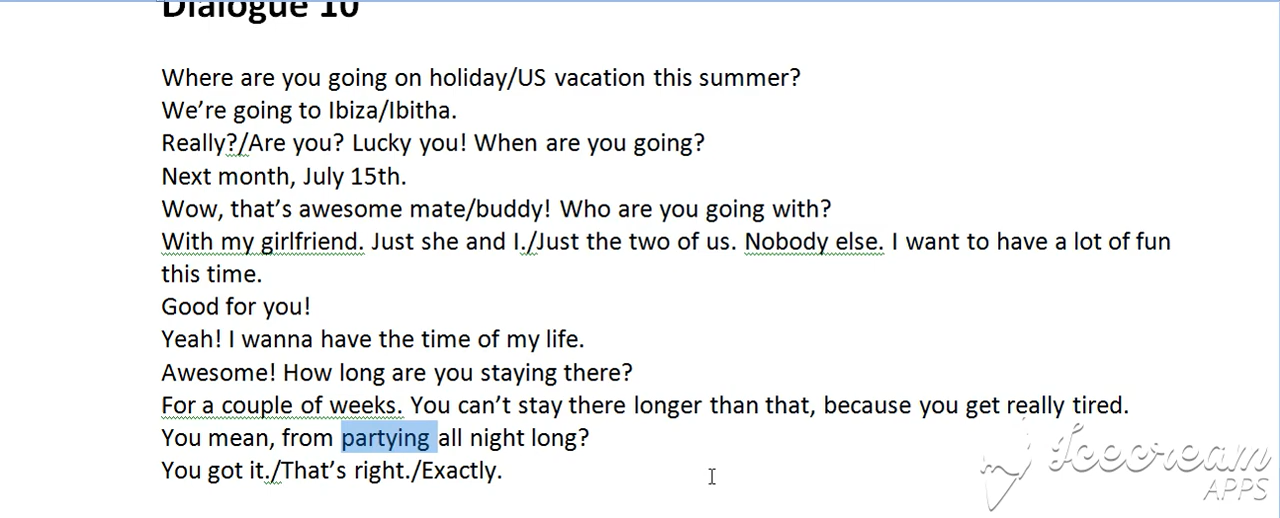 Dialogue 10
Where are you going on holiday/US vacation this summer?
We’re going to Ibiza/Ibitha.
Really?/Are you? Lucky you! When are you going?
Next month, July 15th.
Wow, that’s awesome mate/buddy! Who are you going with?
With my girlfriend. Just she and I./Just the two of us. Nobody else. I want to have a lot of fun
this time.
Good for you!
Yeah! I wanna have the time of my life.
Awesome! How long are you staying there?
For a couple of weeks. You can’t stay there longer than that, because you get really tired.
You mean, from partying all night long?
You got it./That’s right./Exactly.
Icecream
APPS